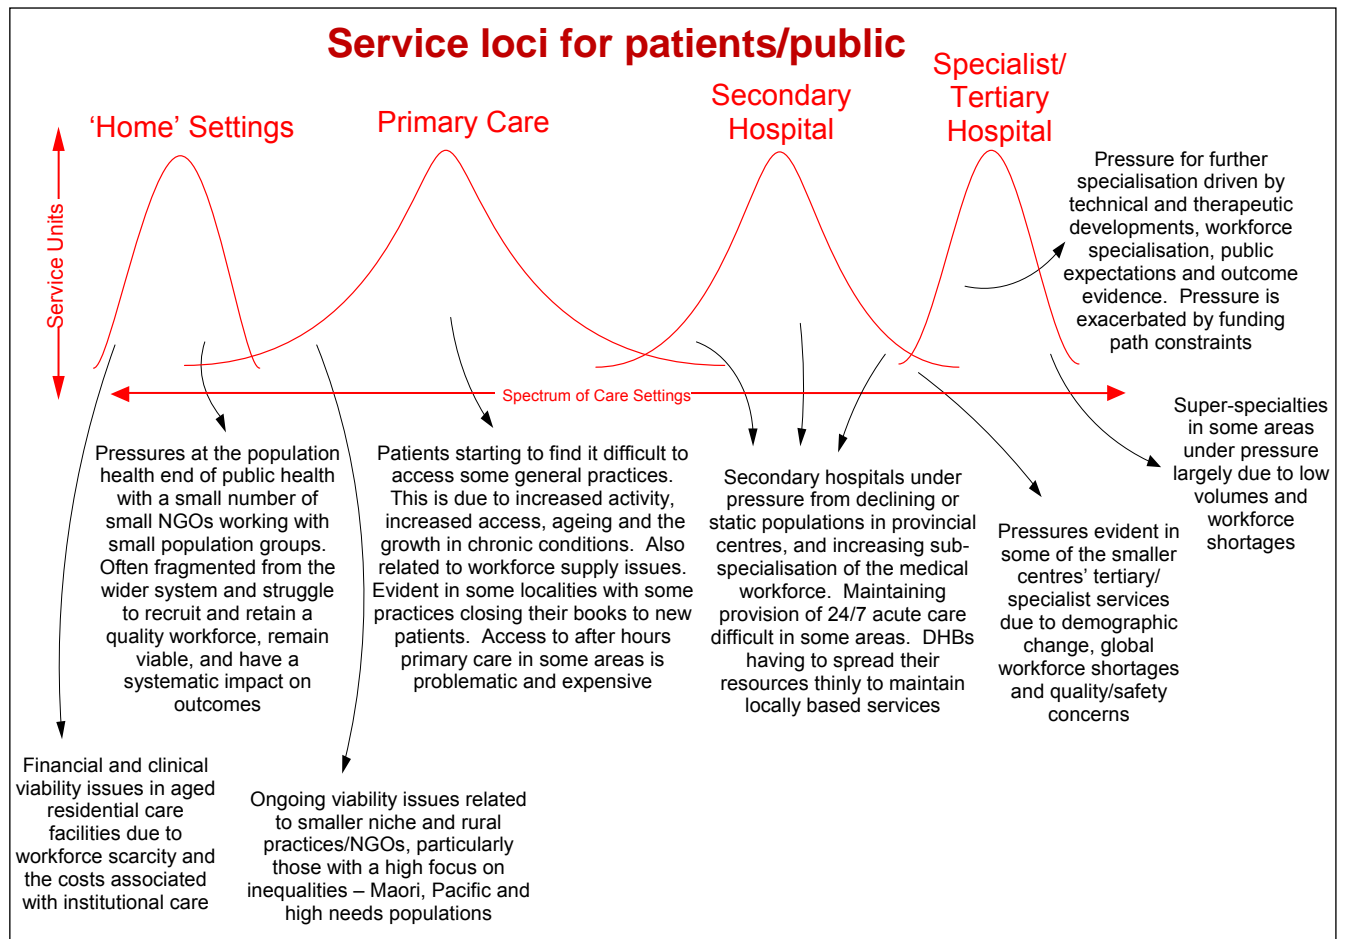 Service loci for patients/public
‘Home’ Settings
Primary Care
Secondary
Hospital
Specialist/
Tertiary
Hospital
Service Units
Spectrum of Care Settings
Pressure for further
specialisation driven by
technical and therapeutic
developments, workforce
specialisation, public
expectations and outcome
evidence.  Pressure is
exacerbated by funding
path constraints
Pressures at the population
health end of public health
with a small number of
small NGOs working with
small population groups.
Often fragmented from the
wider system and struggle
to recruit and retain a
quality workforce, remain
viable, and have a
systematic impact on
outcomes
Patients starting to find it difficult to
access some general practices.
This is due to increased activity,
increased access, ageing and the
growth in chronic conditions.  Also
related to workforce supply issues.
Evident in some localities with some
practices closing their books to new
patients.  Access to after hours
primary care in some areas is
problematic and expensive
Secondary hospitals under
pressure from declining or
static populations in provincial
centres, and increasing sub-
specialisation of the medical
workforce.  Maintaining
provision of 24/7 acute care
difficult in some areas.  DHBs
having to spread their
resources thinly to maintain
locally based services
Pressures evident in
some of the smaller
centres’ tertiary/
specialist services
due to demographic
change, global
workforce shortages
and quality/safety
concerns
Super-specialties
in some areas
under pressure
largely due to low
volumes and
workforce
shortages
Financial and clinical
viability issues in aged
residential care
facilities due to
workforce scarcity and
the costs associated
with institutional care
Ongoing viability issues related
to smaller niche and rural
practices/NGOs, particularly
those with a high focus on
inequalities – Maori, Pacific and
high needs populations